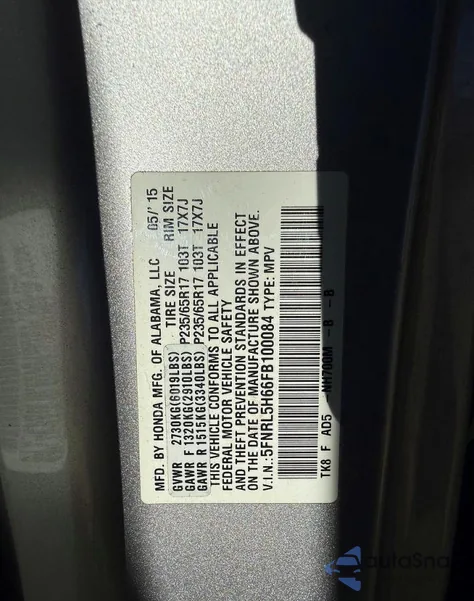 MFD. BY HONDA MFG. OF ALABAMA, LLC 05/'15
GVWR 2730KG(6019LBS) TIRE SIZE RIM SIZE
GAWR F 1320KG(2910LBS) P235/65R17 103T 17X7J
GAWR R 1515KG(3340LBS) P235/65R17 103T 17X7J
THIS VEHICLE CONFORMS TO ALL APPLICABLE
FEDERAL MOTOR VEHICLE SAFETY
AND THEFT PREVENTION STANDARDS IN EFFECT
ON THE DATE OF MANUFACTURE SHOWN ABOVE.
V.I.N.:5FNRL5H66FB100084 TYPE: MPV
TK8 F AD5 NH700M - B - B